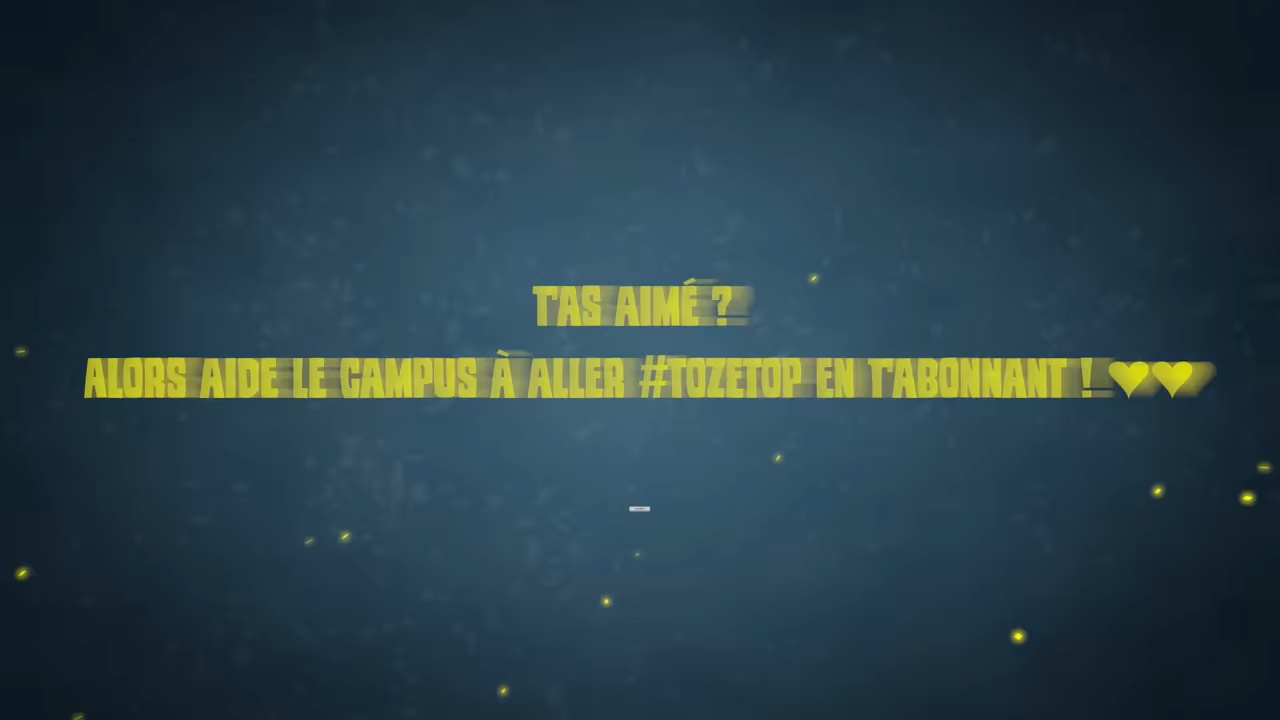 T'AS AIMÉ ?
ALORS AIDE LE CAMPUS À ALLER #TOZETOP EN T'ABONNANT ! ♥♥